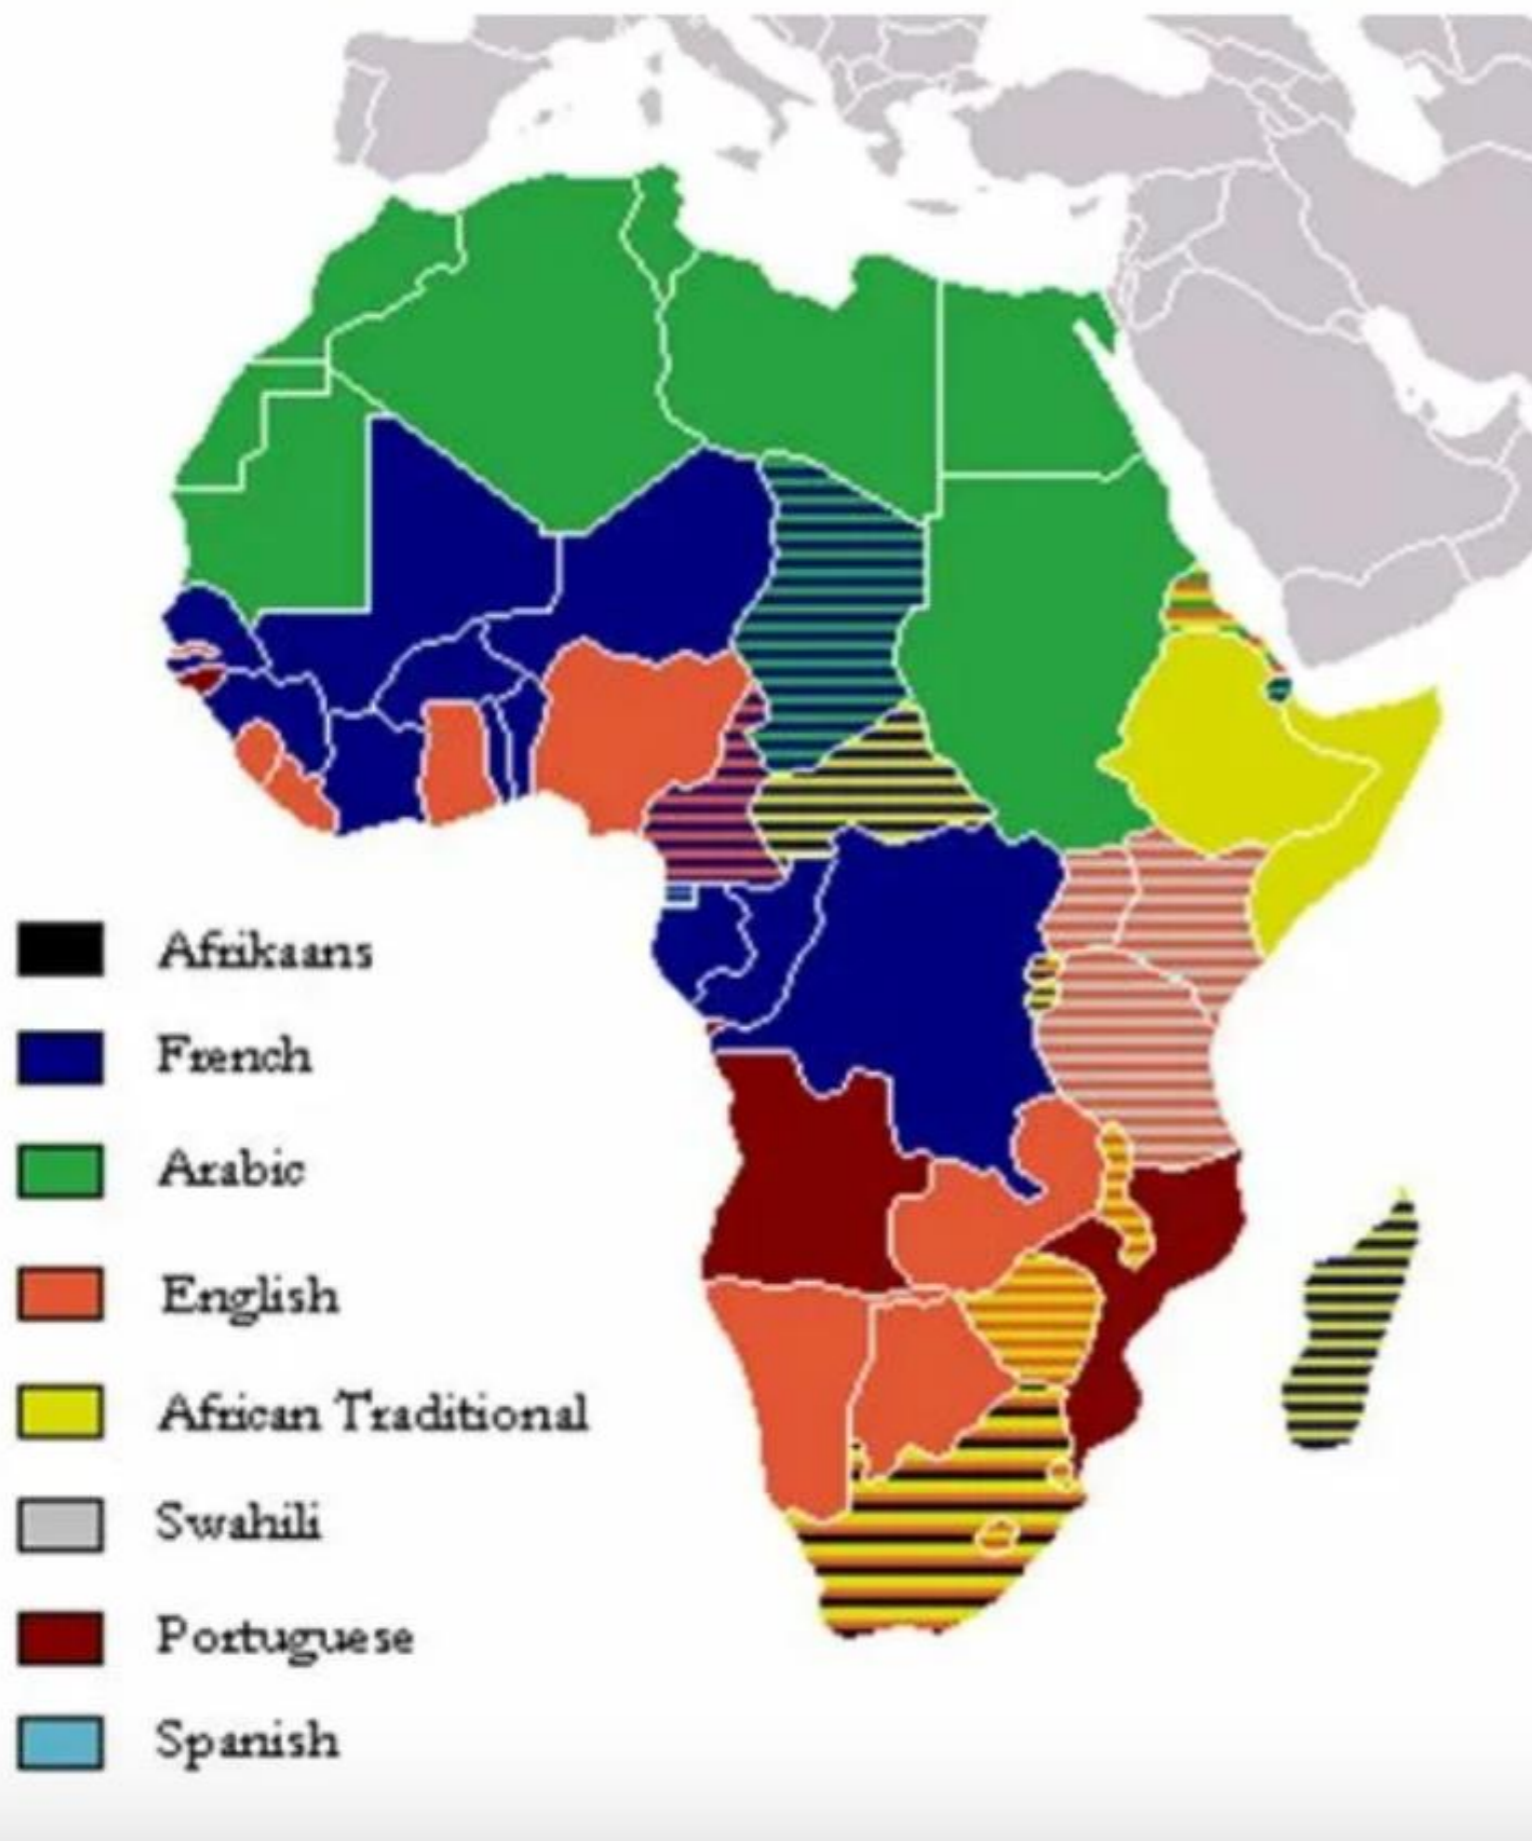 Afrikaans
French
Arabic
English
African Traditional
Swahili
Portuguese
Spanish